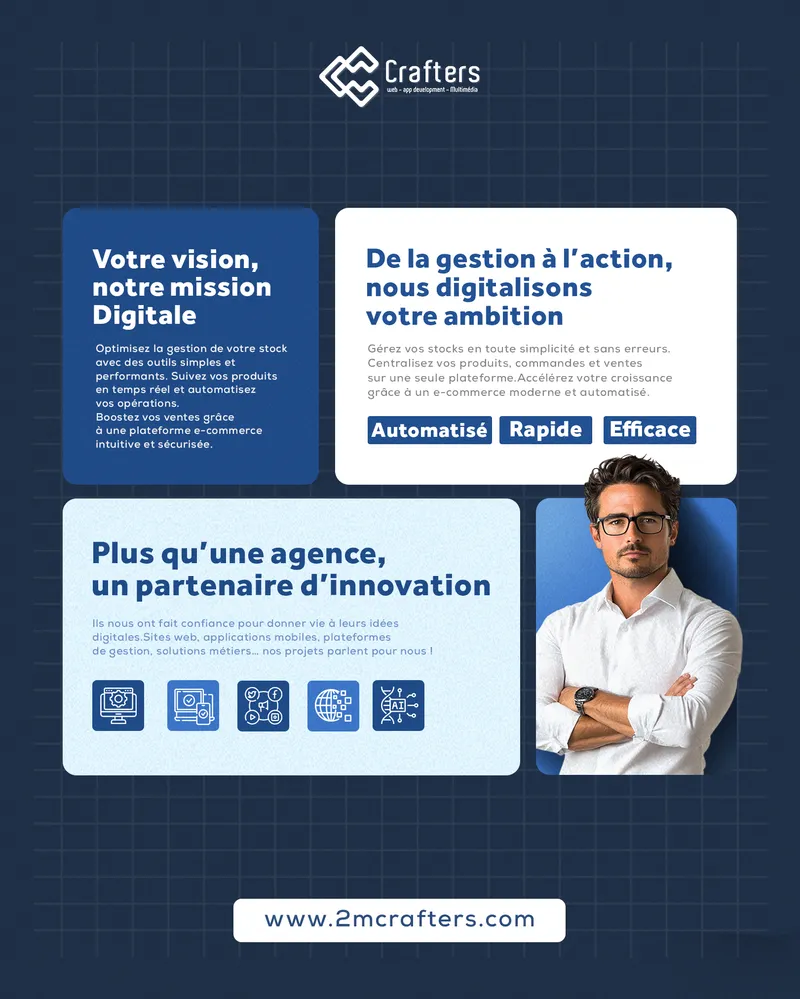 Crafters
web - app development - Multimédia
Votre vision,
notre mission
Digitale
Optimisez la gestion de votre stock
avec des outils simples et
performants. Suivez vos produits
en temps réel et automatisez
vos opérations.
Boostez vos ventes grâce
à une plateforme e-commerce
intuitive et sécurisée.
De la gestion à l'action,
nous digitalisons
votre ambition
Gérez vos stocks en toute simplicité et sans erreurs.
Centralisez vos produits, commandes et ventes
sur une seule plateforme.Accélérez votre croissance
grâce à un e-commerce moderne et automatisé.
Automatisé Rapide Efficace
Plus qu'une agence,
un partenaire d'innovation
Ils nous ont fait confiance pour donner vie à leurs idées
digitales.Sites web, applications mobiles, plateformes
de gestion, solutions métiers... nos projets parlent pour nous !
AI
www.2mcrafters.com